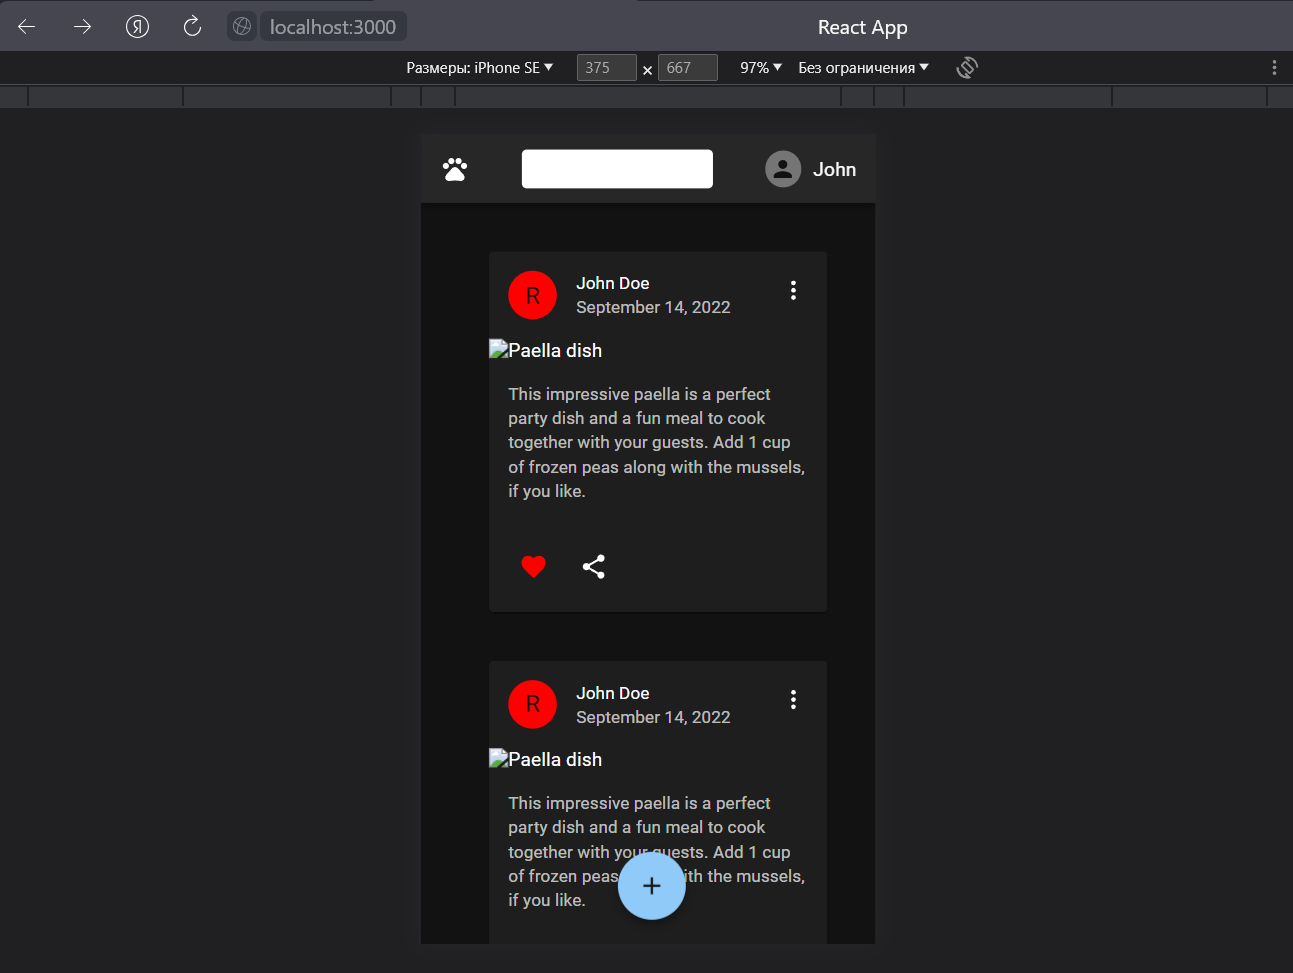 localhost:3000
React App
Размеры: iPhone SE
375
×
667
97%
Без ограничения
John
R
John Doe
September 14, 2022
Paella dish
This impressive paella is a perfect
party dish and a fun meal to cook
together with your guests. Add 1 cup
of frozen peas along with the mussels,
if you like.
R
John Doe
September 14, 2022
Paella dish
This impressive paella is a perfect
party dish and a fun meal to cook
together with your guests. Add 1 cup
of frozen peas with the mussels,
if you like.
+